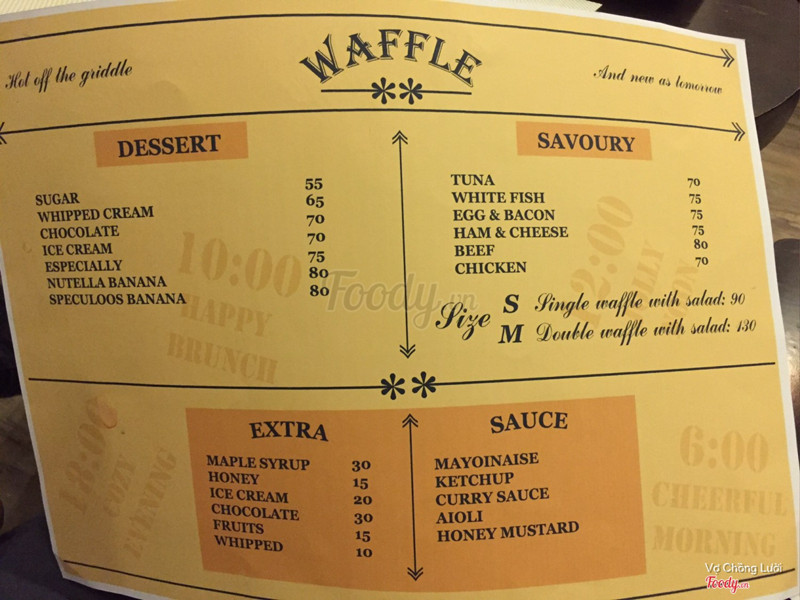 WAFFLE
Hot off the griddle
And new as tomorrow
DESSERT
SUGAR 55
WHIPPED CREAM 65
CHOCOLATE 70
ICE CREAM 70
ESPECIALLY 75
NUTELLA BANANA 80
SPECULOOS BANANA 80
10:00
HAPPY
BRUNCH
SAVOURY
TUNA 70
WHITE FISH 75
EGG & BACON 75
HAM & CHEESE 75
BEEF 80
CHICKEN 70
Size S Single waffle with salad: 90
M Double waffle with salad: 130
Foody.vn
EXTRA
MAPLE SYRUP 30
HONEY 15
ICE CREAM 20
CHOCOLATE 30
FRUITS 15
WHIPPED 10
SAUCE
MAYOINAISE
KETCHUP
CURRY SAUCE
AIOLI
HONEY MUSTARD
COZY
EVENING
6:00
CHEERFUL
MORNING
Vợ Chồng Lười
Foody.vn